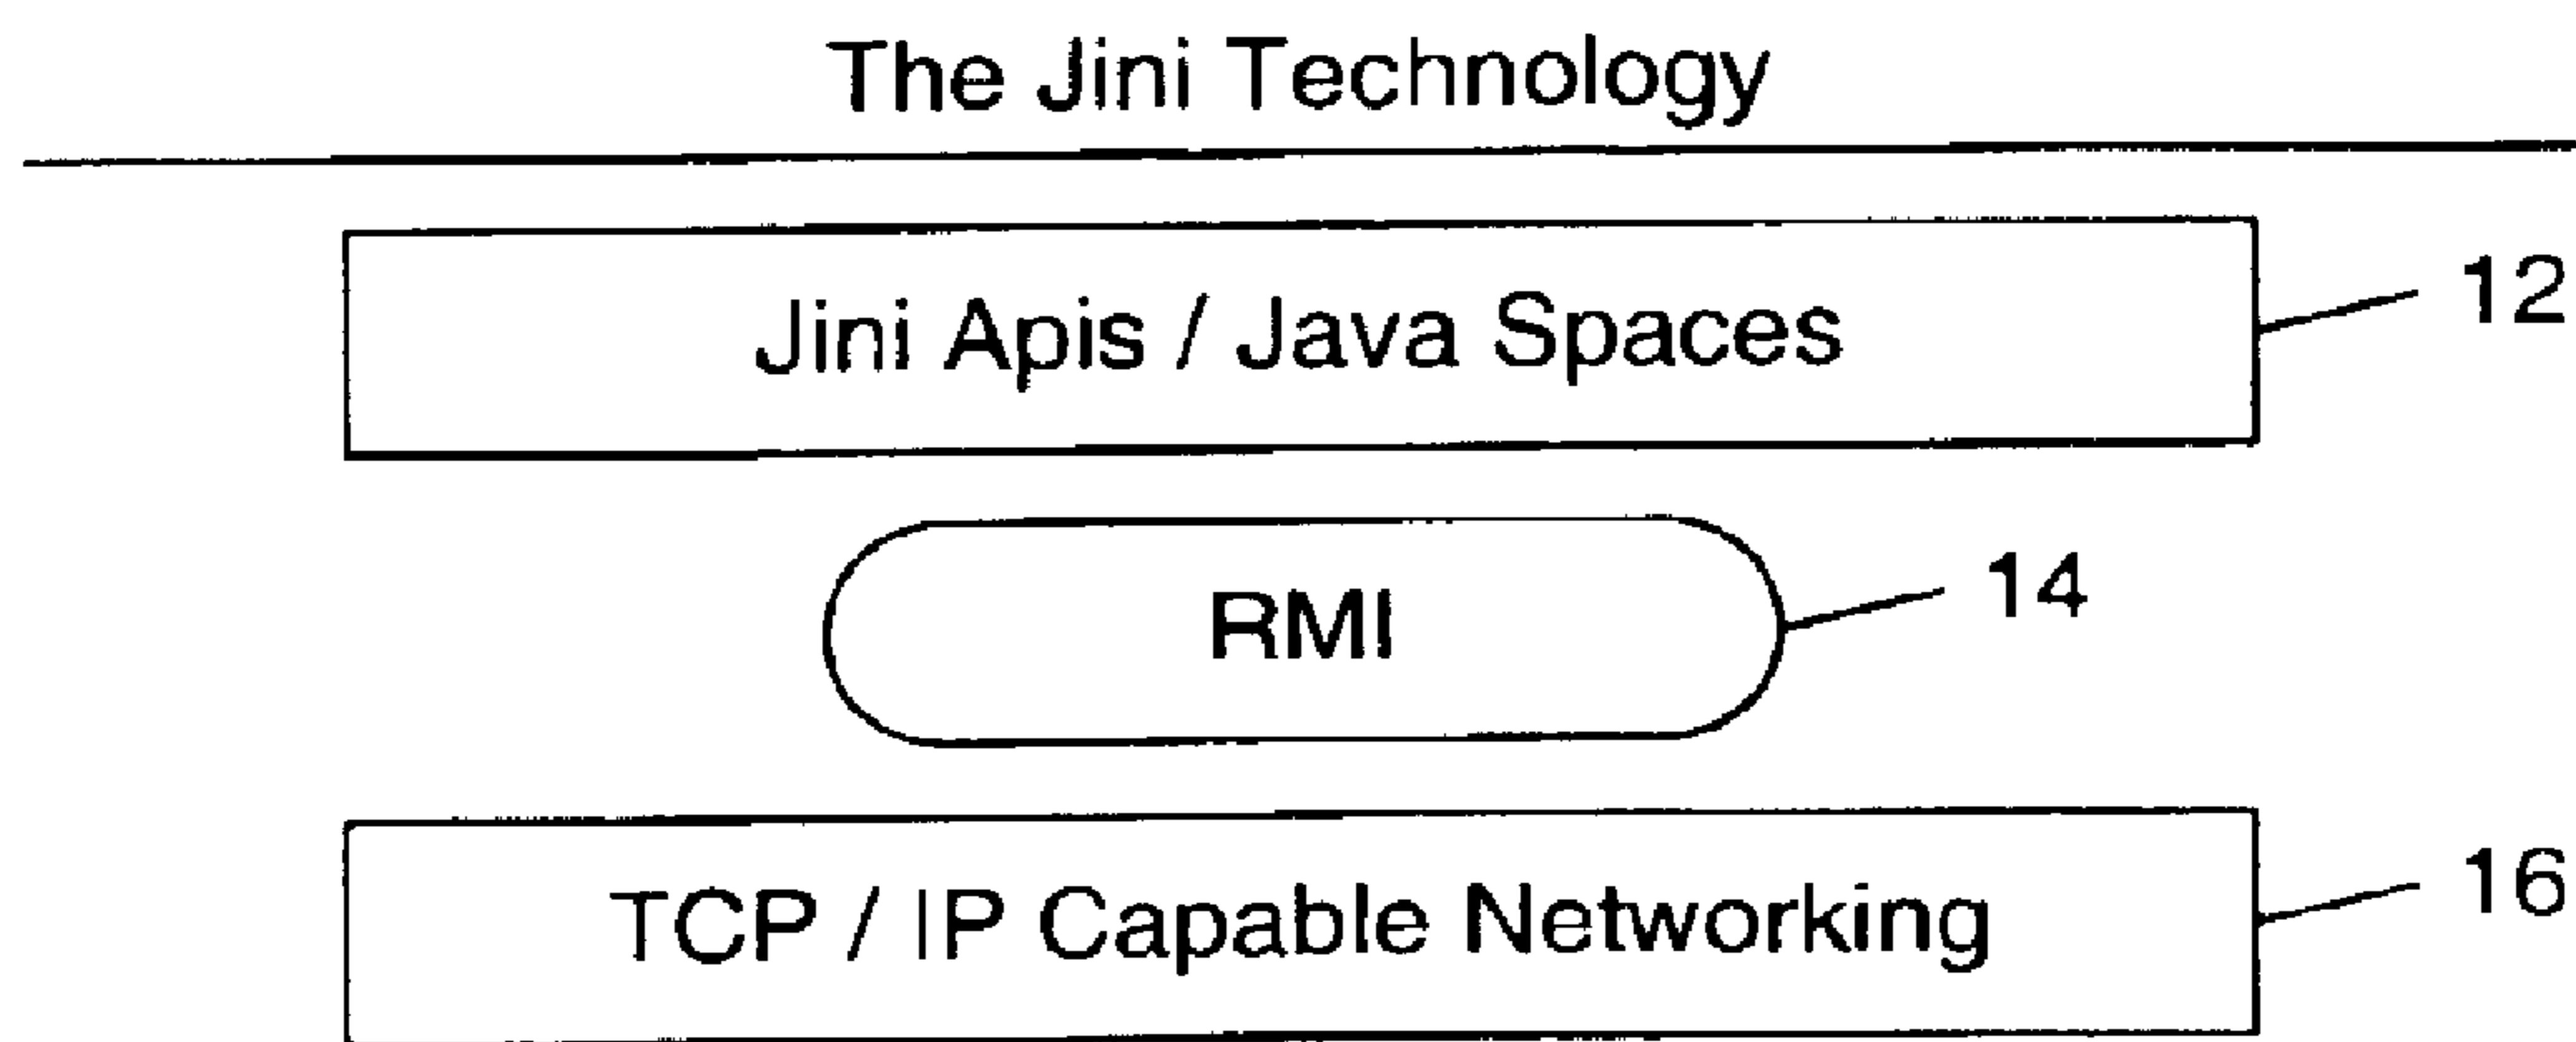 The Jini Technology
Jini Apis / Java Spaces
12
RMI
14
TCP / IP Capable Networking
16